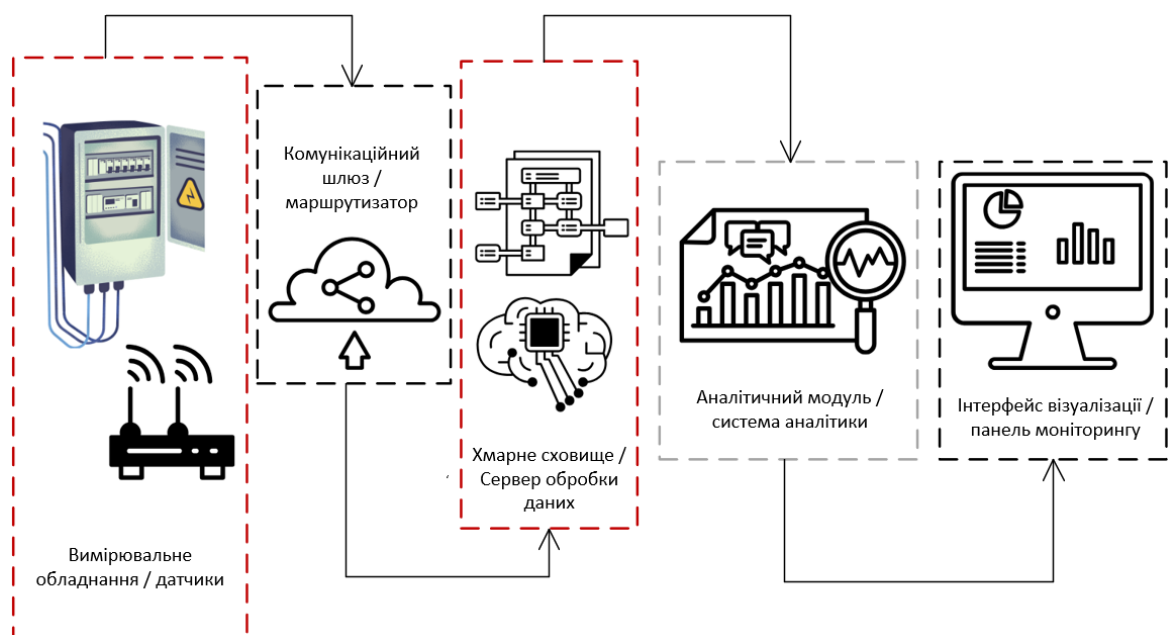 Вимірювальне
обладнання / датчики
Комунікаційний
шлюз /
маршрутизатор
Хмарне сховище /
Сервер обробки
даних
Аналітичний модуль /
система аналітики
Інтерфейс візуалізації /
панель моніторингу